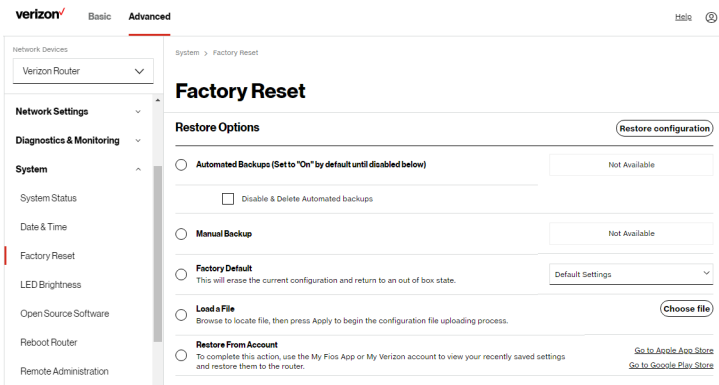 verizon✓ Basic Advanced Help
Network Devices
Verizon Router
Network Settings
Diagnostics & Monitoring
System
System Status
Date & Time
Factory Reset
LED Brightness
Open Source Software
Reboot Router
Remote Administration
System > Factory Reset
Factory Reset
Restore Options Restore configuration
Automated Backups (Set to "On" by default until disabled below) Not Available
Disable & Delete Automated backups
Manual Backup Not Available
Factory Default
This will erase the current configuration and return to an out of box state. Default Settings
Load a File
Browse to locate file, then press Apply to begin the configuration file uploading process. Choose file
Restore From Account
To complete this action, use the My Fios App or My Verizon account to view your recently saved settings
and restore them to the router.
Go to Apple App Store
Go to Google Play Store